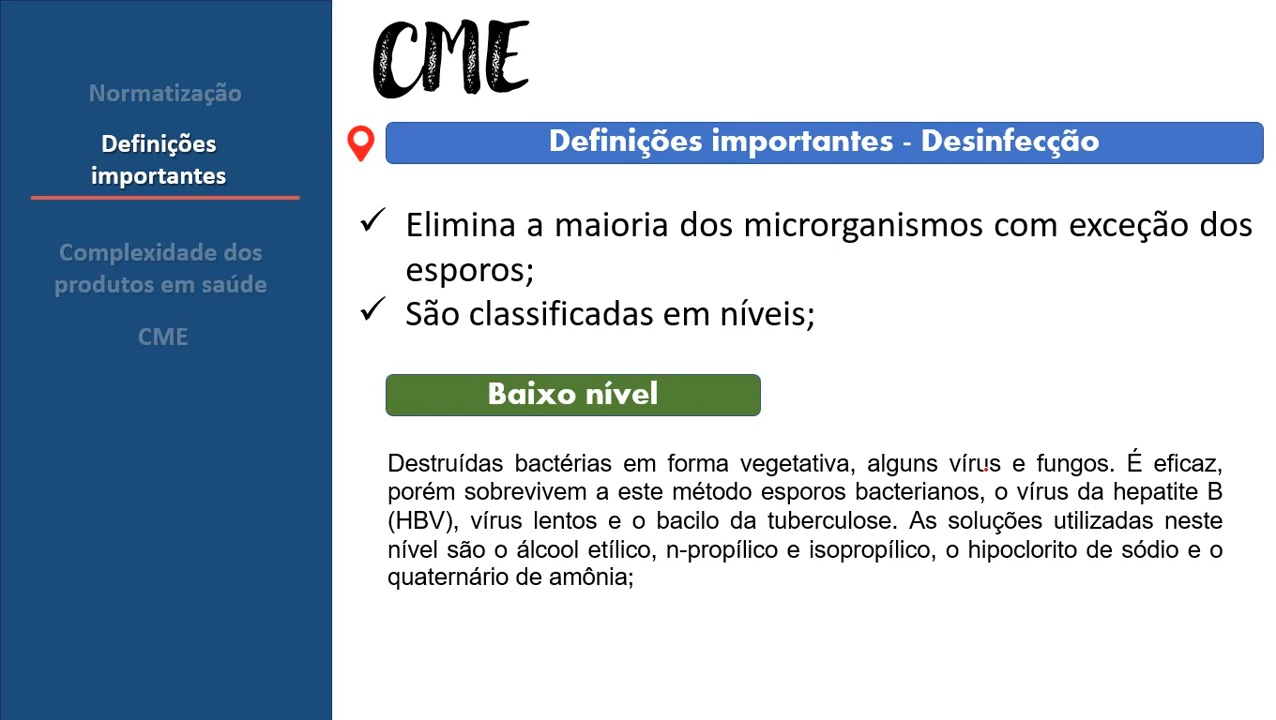 Normatização
Definições
importantes
Complexidade dos
produtos em saúde
CME
CME
Definições importantes - Desinfecção
✓ Elimina a maioria dos microrganismos com exceção dos
esporos;
✓ São classificadas em níveis;
Baixo nível
Destruídas bactérias em forma vegetativa, alguns vírus e fungos. É eficaz,
porém sobrevivem a este método esporos bacterianos, o vírus da hepatite B
(HBV), vírus lentos e o bacilo da tuberculose. As soluções utilizadas neste
nível são o álcool etílico, n-propílico e isopropílico, o hipoclorito de sódio e o
quaternário de amônia;